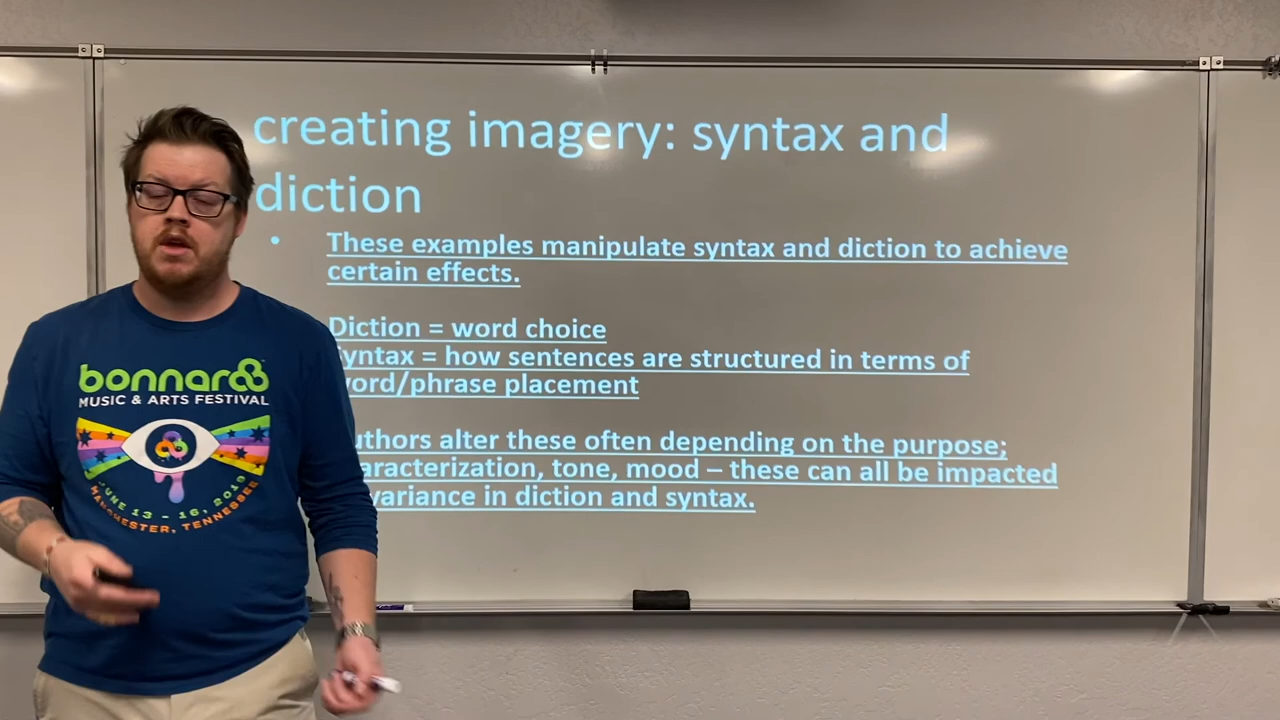 creating imagery: syntax and
diction
• These examples manipulate syntax and diction to achieve
certain effects.
Diction = word choice
yntax = how sentences are structured in terms of
ord/phrase placement
uthors alter these often depending on the purpose;
aracterization, tone, mood – these can all be impacted
variance in diction and syntax.
bonnaroo
MUSIC & ARTS FESTIVAL
JUNE 13 - 16, 2019
MANCHESTER, TENNESSEE